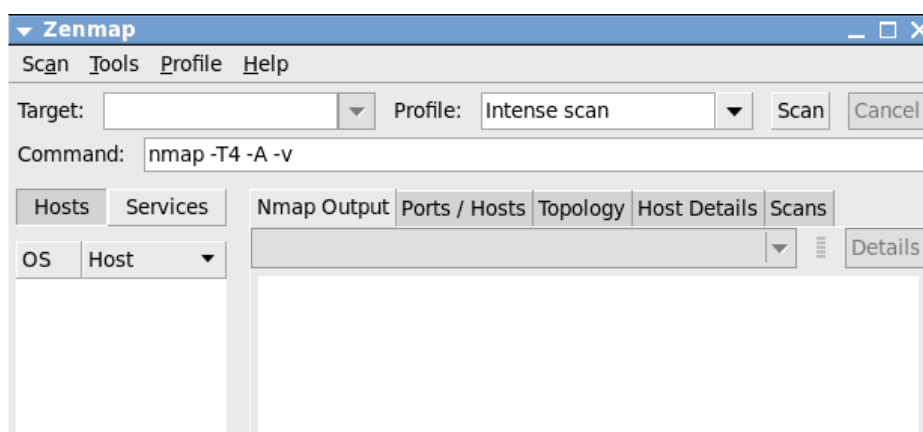 Zenmap
Scan Tools Profile Help
Target: Profile: Intense scan Scan Cancel
Command: nmap -T4 -A -v
Hosts Services Nmap Output Ports / Hosts Topology Host Details Scans
OS Host Details